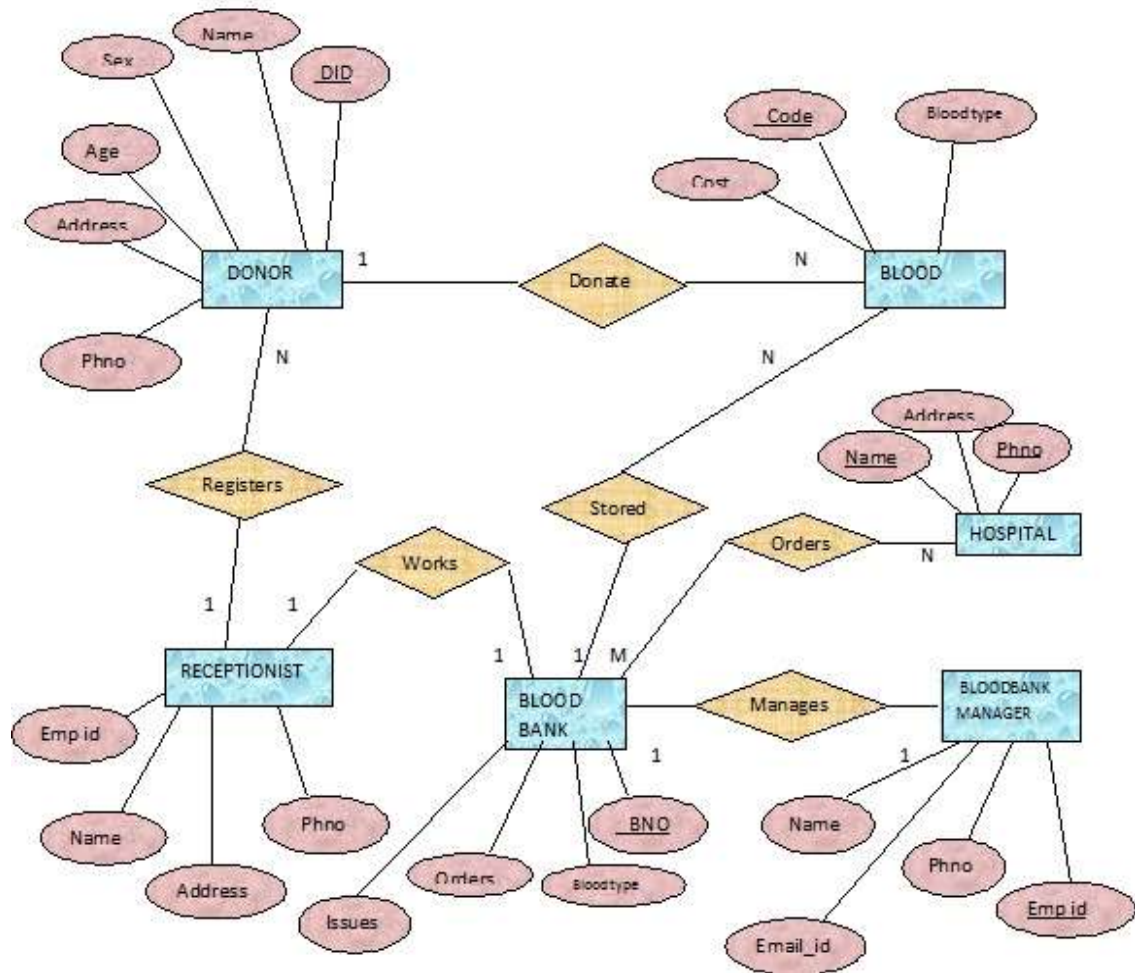 Name
Sex
DID
Code
Bloodtype
Age
Cost
Address
DONOR
1
Donate
N
BLOOD
Phno
N
N
Address
Name
Phno
Registers
Stored
Orders
HOSPITAL
Works
N
1
1
1
1
M
RECEPTIONIST
BLOOD
BANK
Manages
BLOODBANK
MANAGER
Emp id
1
1
Name
Phno
BNO
Name
Address
Orders
Bloodtype
Phno
Issues
Emp id
Email_id